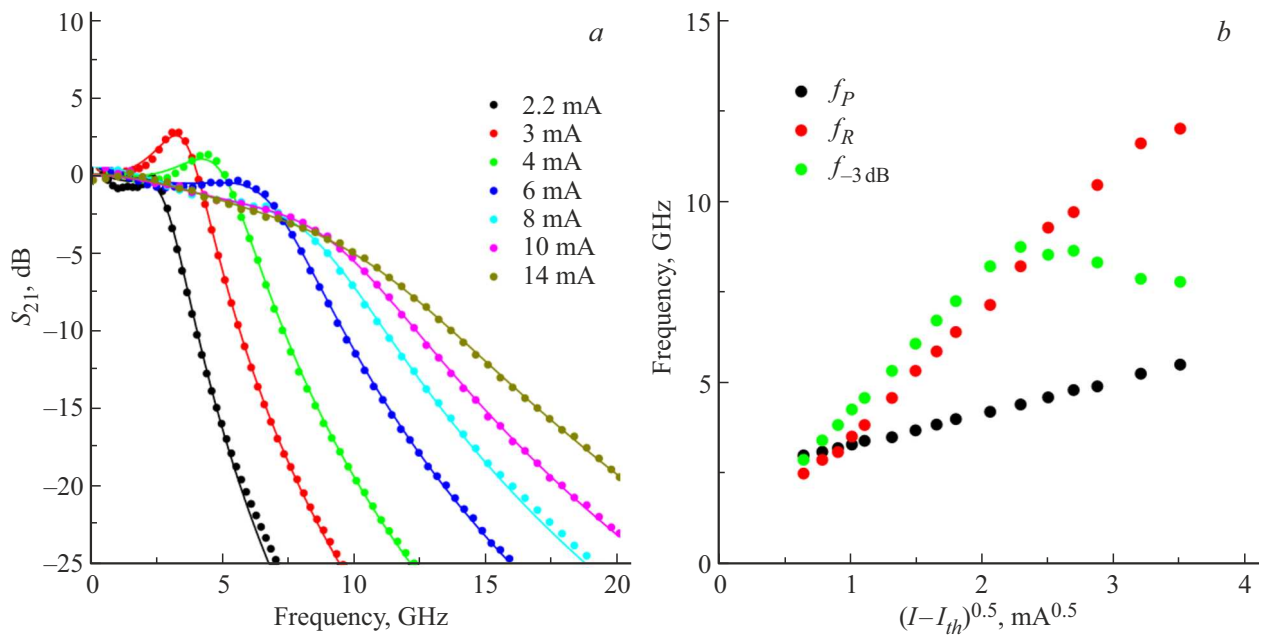 a
10
5
0
−5
−10
−15
−20
−25
S21, dB
2.2 mA
3 mA
4 mA
6 mA
8 mA
10 mA
14 mA
0 5 10 15 20
Frequency, GHz
b
15
10
5
0
Frequency, GHz
fP
fR
f−3 dB
0 1 2 3 4
(I−Ith)^0.5, mA^0.5